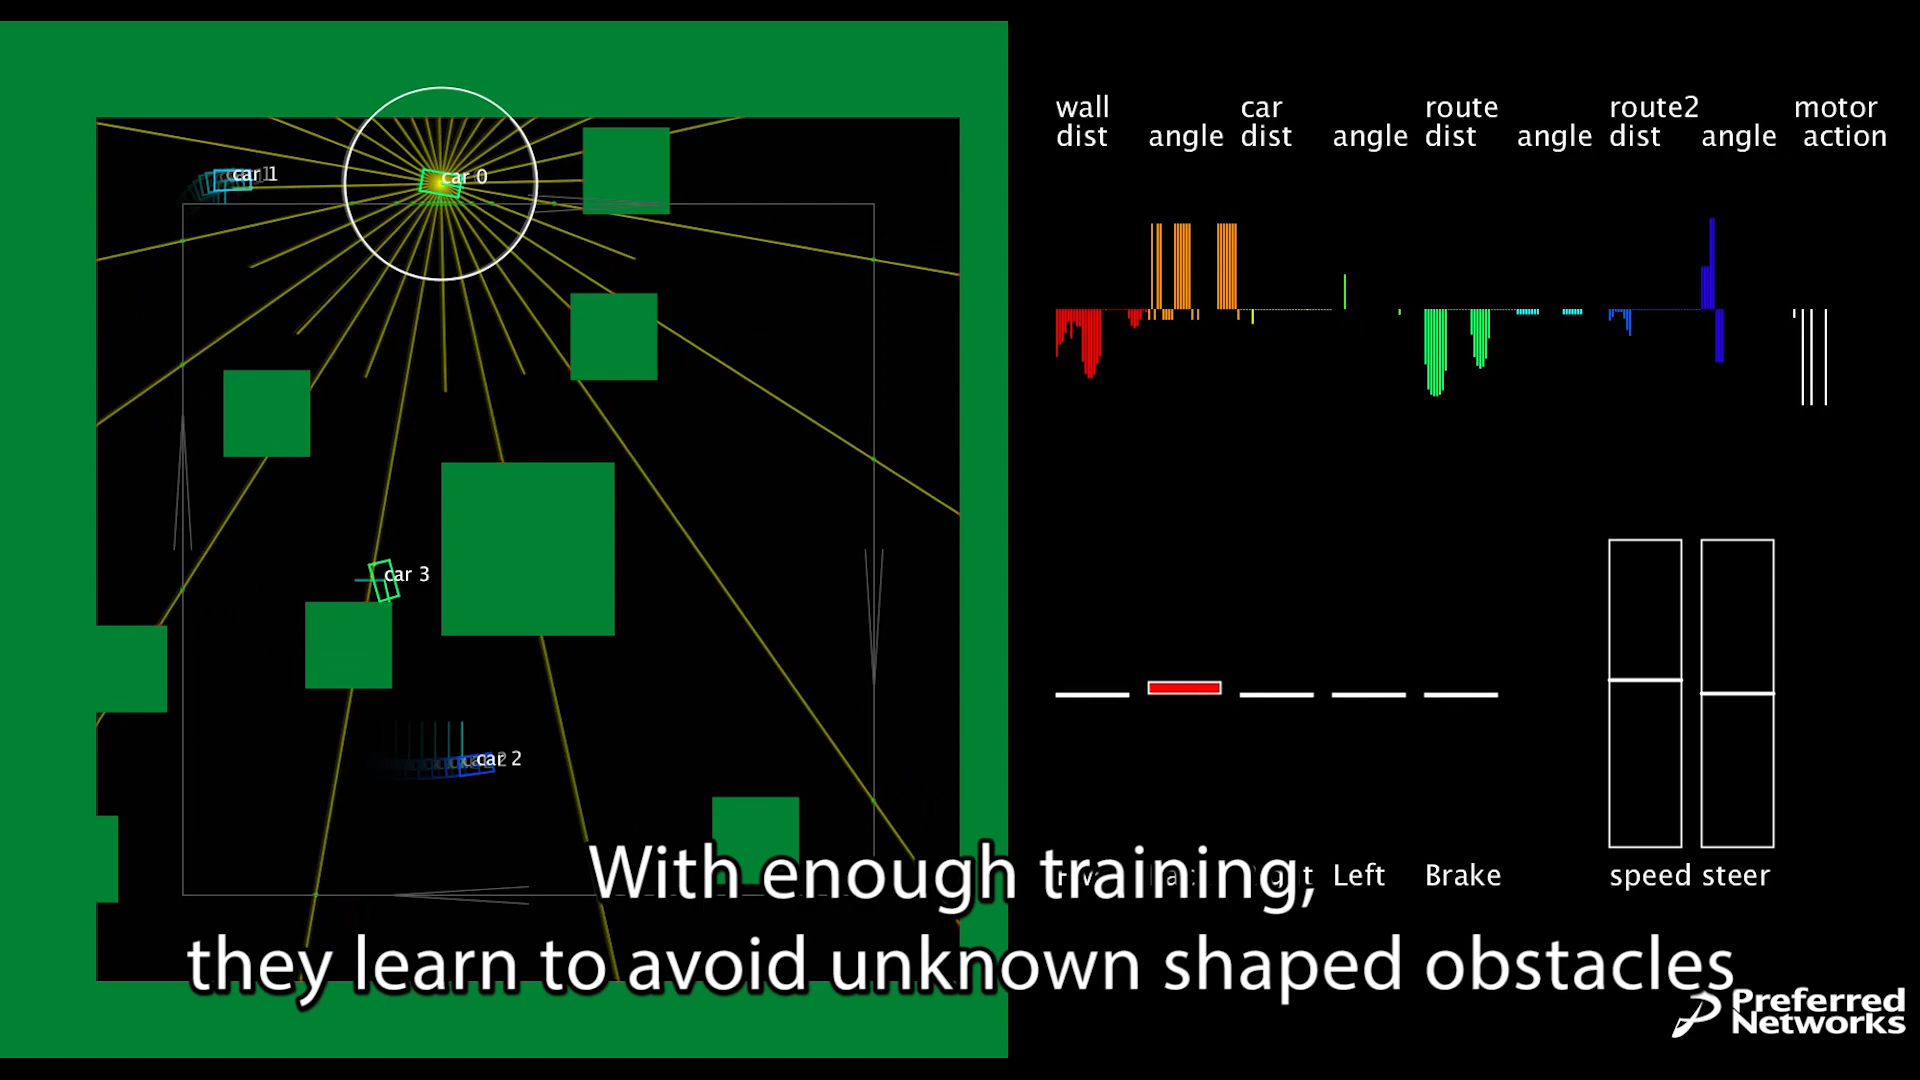 wall car route route2 motor
dist angle dist angle dist angle dist angle action
car 1
car 0
car 3
car 2
Left Brake speed steer
With enough training,
they learn to avoid unknown shaped obstacles
Preferred
Networks